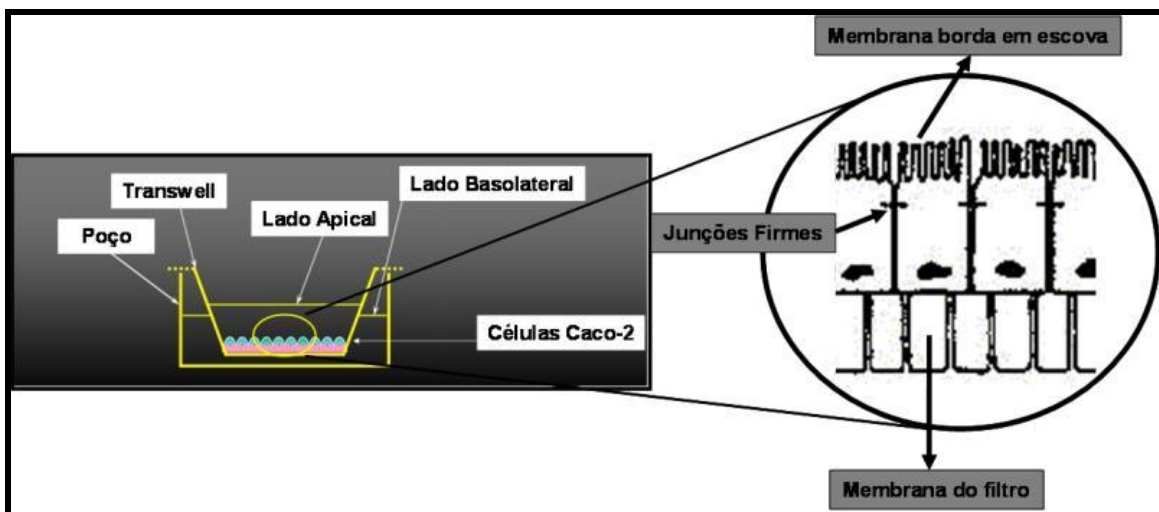 Membrana borda em escova
Transwell
Lado Basolateral
Lado Apical
Poço
Junções Firmes
Células Caco-2
Membrana do filtro